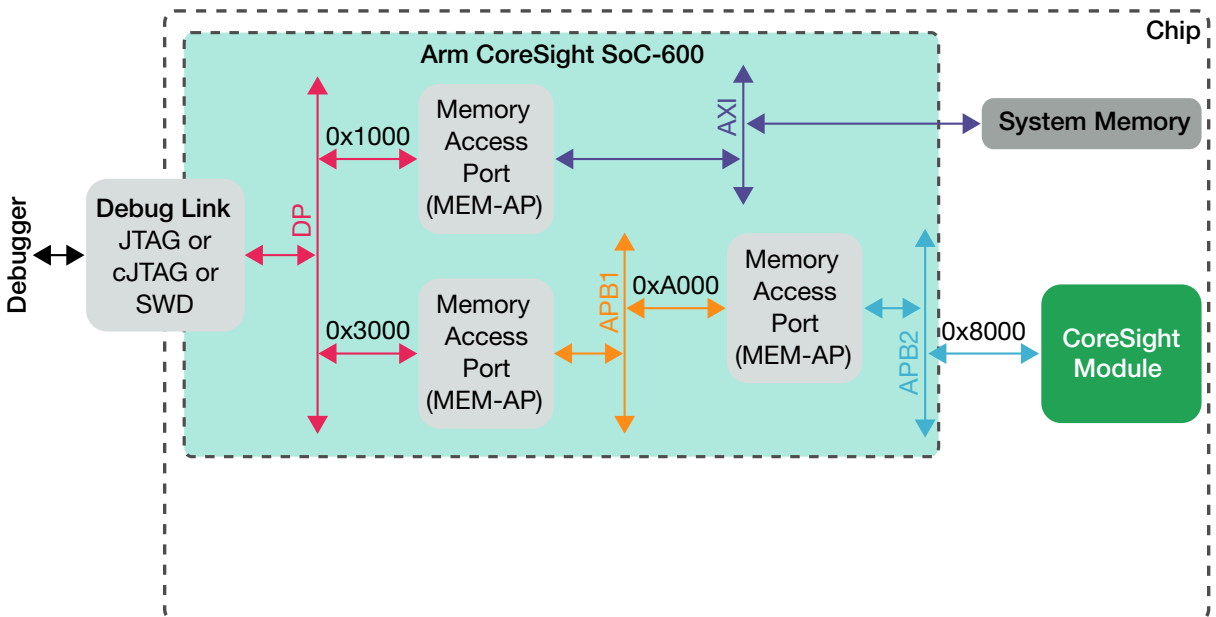 Chip
Arm CoreSight SoC-600
Debugger
Debug Link
JTAG or
cJTAG or
SWD
DP
0x1000
Memory
Access
Port
(MEM-AP)
AXI
System Memory
0x3000
Memory
Access
Port
(MEM-AP)
APB1
0xA000
Memory
Access
Port
(MEM-AP)
APB2
0x8000
CoreSight
Module